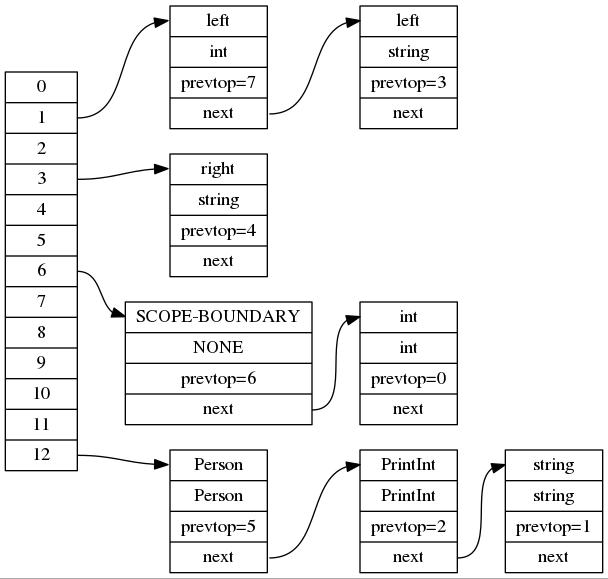 0
1
2
3
4
5
6
7
8
9
10
11
12
left
int
prevtop=7
next
left
string
prevtop=3
next
right
string
prevtop=4
next
SCOPE-BOUNDARY
NONE
prevtop=6
next
int
int
prevtop=0
next
Person
Person
prevtop=5
next
PrintInt
PrintInt
prevtop=2
next
string
string
prevtop=1
next